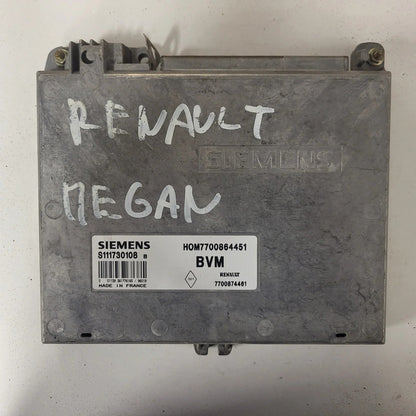 RENAULT
SIEMENS
MEGAN
SIEMENS HOM7700864451
S111730108 B BVM
RENAULT
7700874461
MADE IN FRANCE